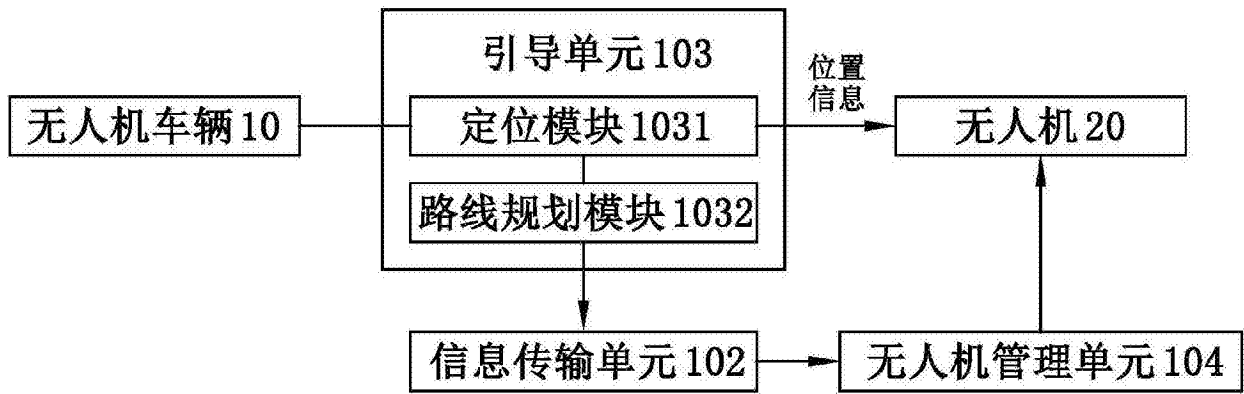 引导单元103
位置
信息
无人机车辆10
定位模块1031
无人机20
路线规划模块1032
信息传输单元102
无人机管理单元104